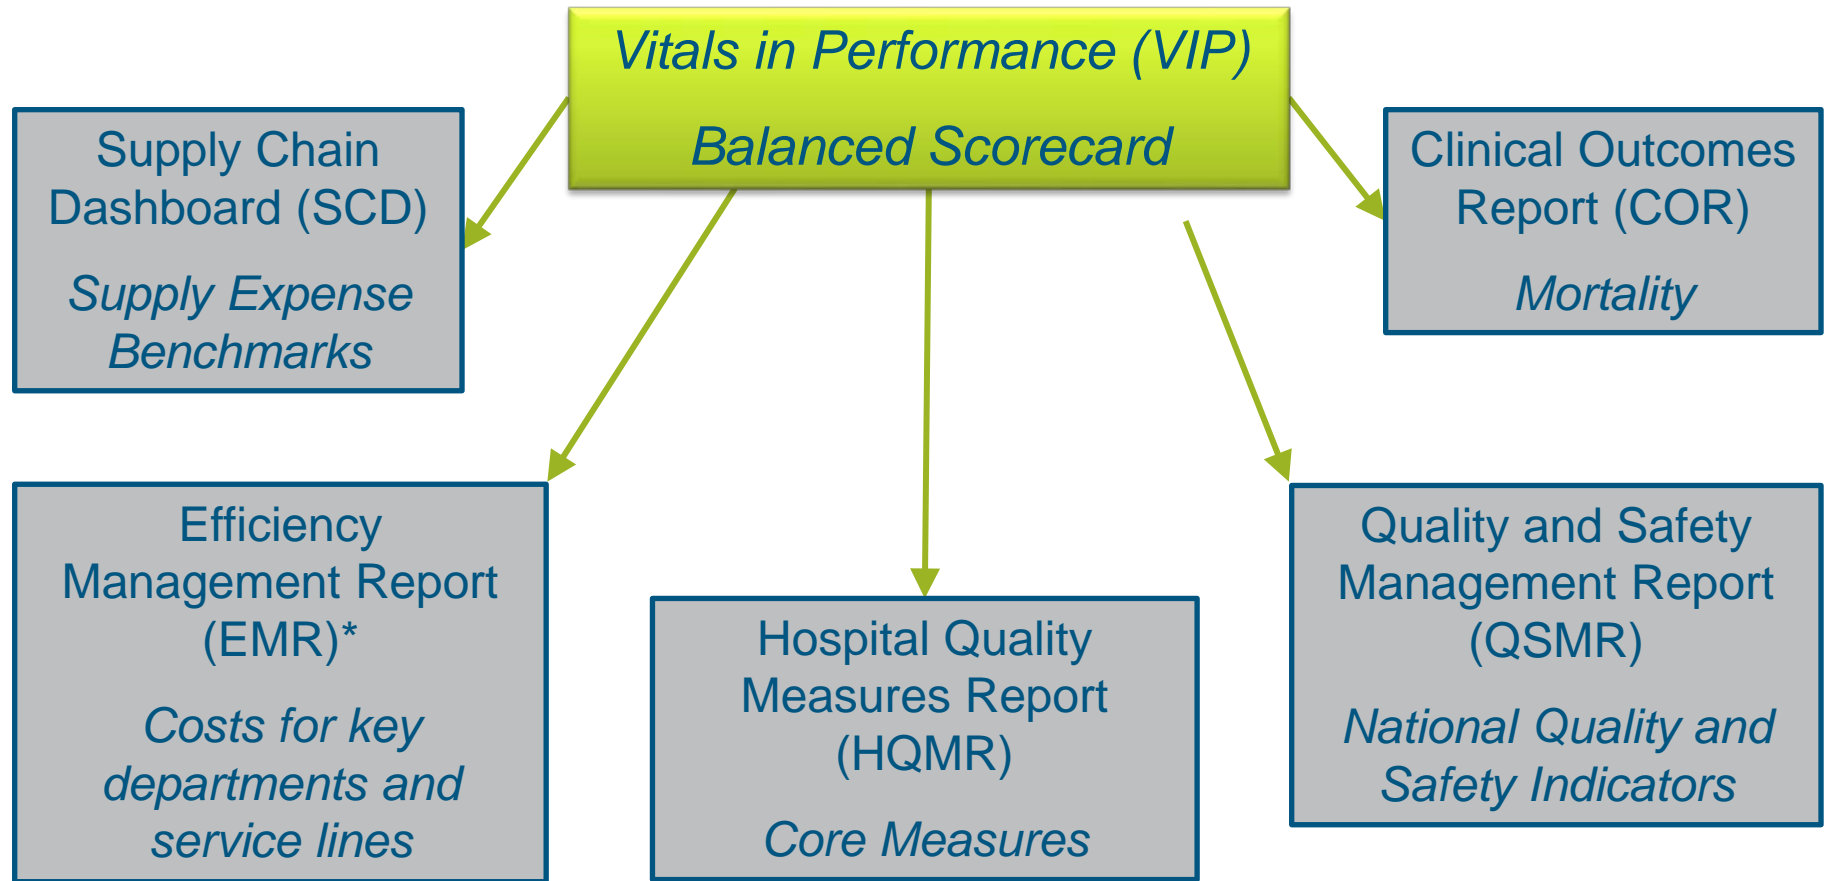 Vitals in Performance (VIP)
Balanced Scorecard
Supply Chain
Dashboard (SCD)
Supply Expense
Benchmarks
Clinical Outcomes
Report (COR)
Mortality
Efficiency
Management Report
(EMR)*
Costs for key
departments and
service lines
Hospital Quality
Measures Report
(HQMR)
Core Measures
Quality and Safety
Management Report
(QSMR)
National Quality and
Safety Indicators